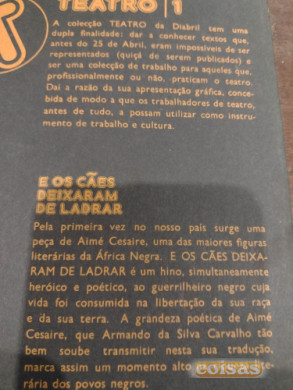 TEATRO | 1
A colecção TEATRO da Diabril tem uma
dupla finalidade: dar a conhecer textos que,
antes do 25 de Abril, eram impossíveis de ser
representados (quiçá de serem publicados) e
ser uma colecção de trabalho para aqueles que,
profissionalmente ou não, praticam o teatro.
Daí a razão da sua apresentação gráfica, conce-
bida de modo a que os trabalhadores de teatro,
antes de tudo, a possam utilizar como instru-
mento de trabalho e cultura.
E OS CÃES
DEIXARAM
DE LADRAR
Pela primeira vez no nosso país surge uma
peça de Aimé Cesaire, uma das maiores figuras
literárias da África Negra. E OS CÃES DEIXA-
RAM DE LADRAR é um hino, simultaneamente
heróico e poético, ao guerrilheiro negro cuja
vida foi consumida na libertação da sua raça
e da sua terra. A grandeza poética de Aimé
Cesaire, que Armando da Silva Carvalho tão
bem soube transmitir nesta sua tradução,
marca assim um momento alto
rária dos povos negros.
coisas